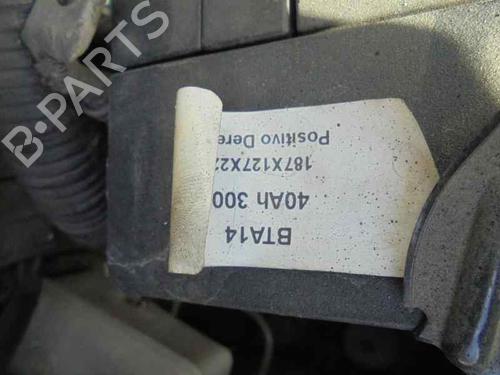 BTA14
40Ah 300
187X127X22
Positivo Dere
B-PARTS